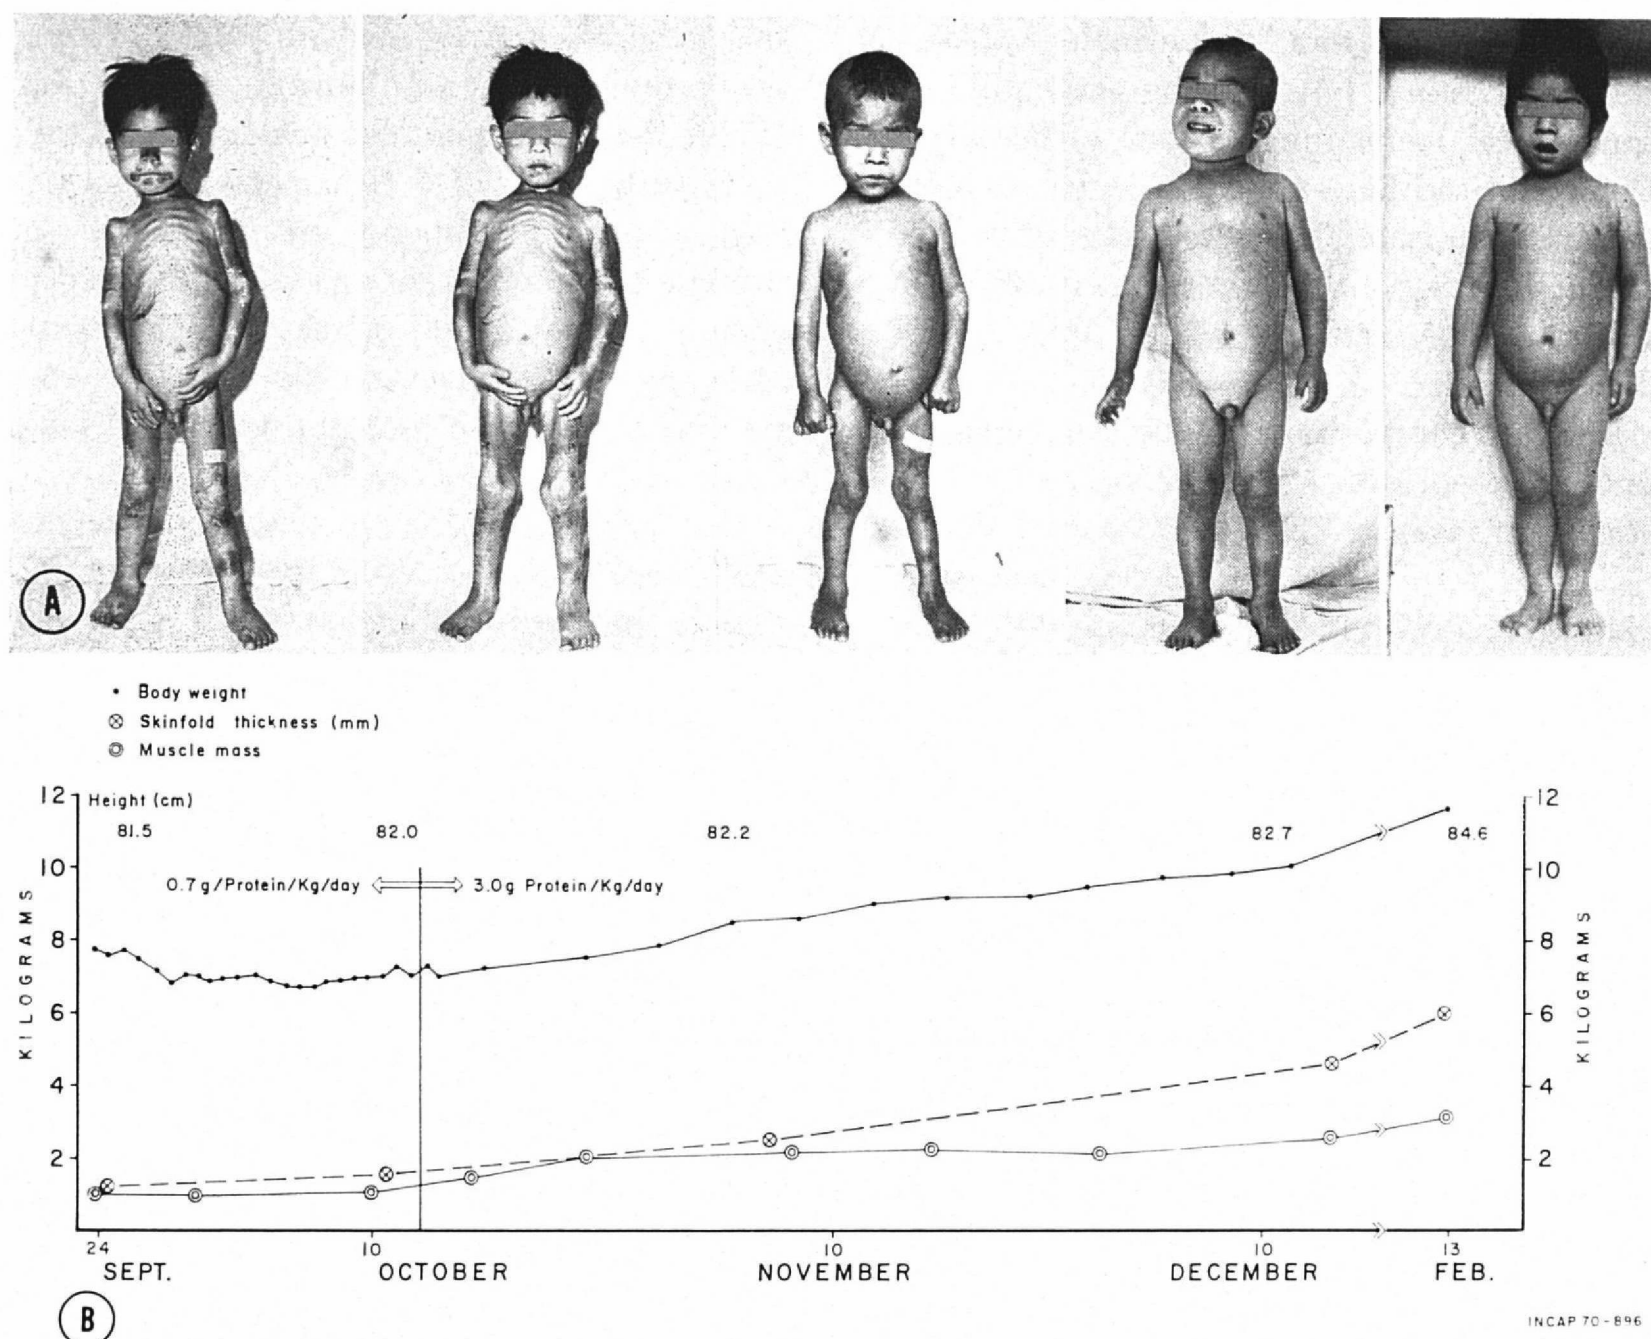 A
Body weight
Skinfold thickness (mm)
Muscle mass
12 Height (cm) 12
81.5 82.0 82.2 82.7 84.6
10 10
0.7g/Protein/Kg/day 3.0g Protein/Kg/day
KILOGRAMS
8 8
KILOGRAMS
6 6
4 4
2 2
24 10 10 10 13
SEPT. OCTOBER NOVEMBER DECEMBER FEB.
B
INCAP 70-896